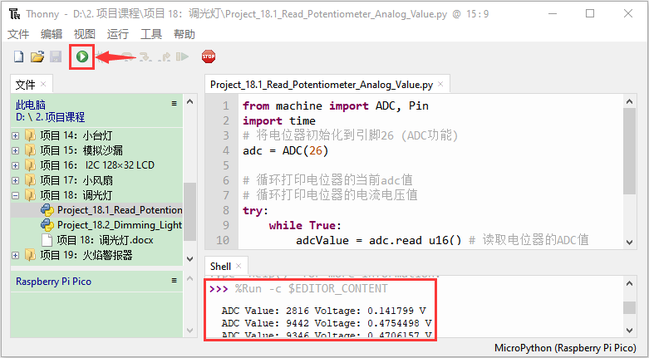 Thonny - D:\2. 项目课程\项目 18：调光灯\Project_18.1_Read_Potentiometer_Analog_Value.py @ 15:9
文件 编辑 视图 运行 工具 帮助
STOP
文件
此电脑
D: \ 2. 项目课程
项目 14：小台灯
项目 15：模拟沙漏
项目 16： I2C 128×32 LCD
项目 17：小风扇
项目 18：调光灯
Project_18.1_Read_Potention
Project_18.2_Dimming_Light
项目 18：调光灯.docx
项目 19：火焰警报器
Raspberry Pi Pico
Project_18.1_Read_Potentiometer_Analog_Value.py
1 from machine import ADC, Pin
2 import time
3 # 将电位器初始化到引脚26 (ADC功能)
4 adc = ADC(26)
5
6 # 循环打印电位器的当前adc值
7 # 循环打印电位器的电流电压值
8 try:
9 while True:
10 adcValue = adc.read_u16() # 读取电位器的ADC值
Shell
>>> %Run -c $EDITOR_CONTENT
ADC Value: 2816 Voltage: 0.141799 V
ADC Value: 9442 Voltage: 0.4754498 V
ADC Value: 9346 Voltage: 0.4706157 V
MicroPython (Raspberry Pi Pico)